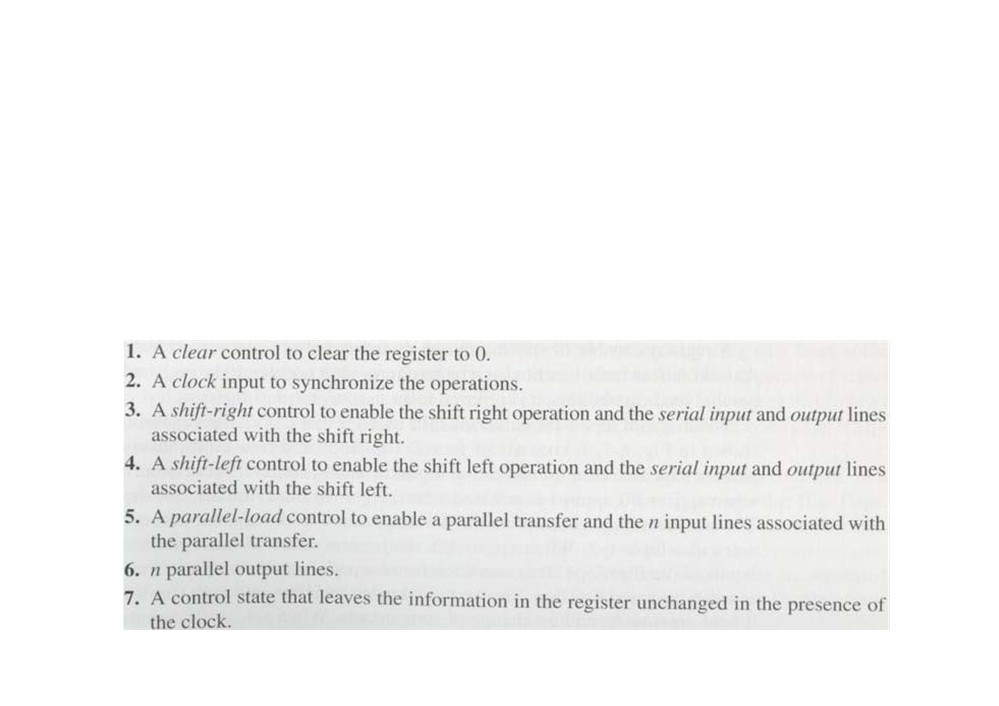 1. A clear control to clear the register to 0.
2. A clock input to synchronize the operations.
3. A shift-right control to enable the shift right operation and the serial input and output lines
associated with the shift right.
4. A shift-left control to enable the shift left operation and the serial input and output lines
associated with the shift left.
5. A parallel-load control to enable a parallel transfer and the n input lines associated with
the parallel transfer.
6. n parallel output lines.
7. A control state that leaves the information in the register unchanged in the presence of
the clock.